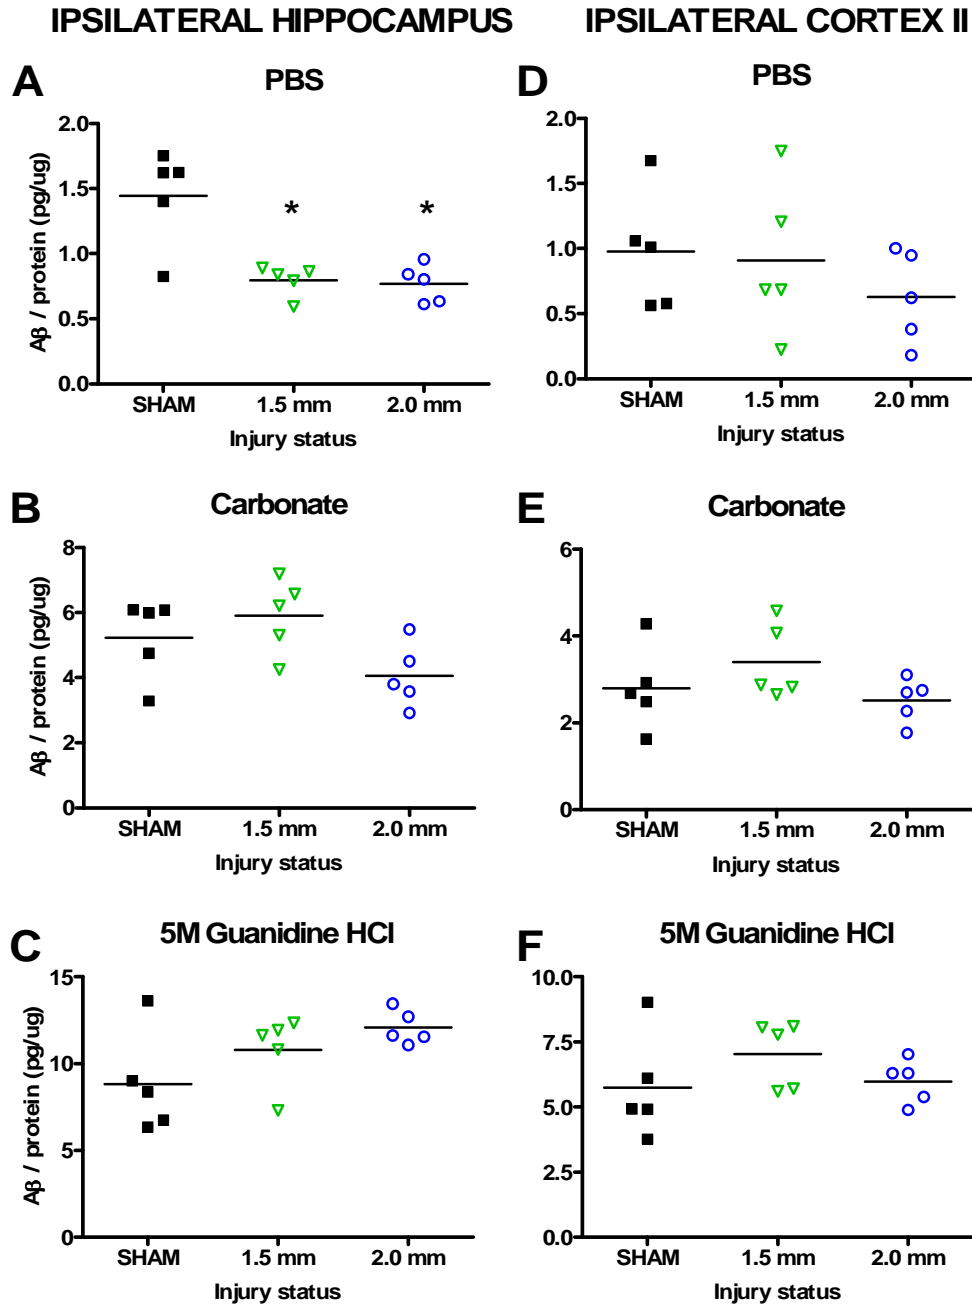 IPSILATERAL HIPPOCAMPUS
IPSILATERAL CORTEX II
A
PBS
Aβ / protein (pg/ug)
2.0
1.5
1.0
0.5
0.0
*
*
SHAM 1.5 mm 2.0 mm
Injury status
D
PBS
2.0
1.5
1.0
0.5
0.0
SHAM 1.5 mm 2.0 mm
Injury status
B
Carbonate
Aβ / protein (pg/ug)
8
6
4
2
0
SHAM 1.5 mm 2.0 mm
Injury status
E
Carbonate
6
4
2
0
SHAM 1.5 mm 2.0 mm
Injury status
C
5M Guanidine HCl
Aβ / protein (pg/ug)
15
10
5
0
SHAM 1.5 mm 2.0 mm
Injury status
F
5M Guanidine HCl
10.0
7.5
5.0
2.5
0.0
SHAM 1.5 mm 2.0 mm
Injury status